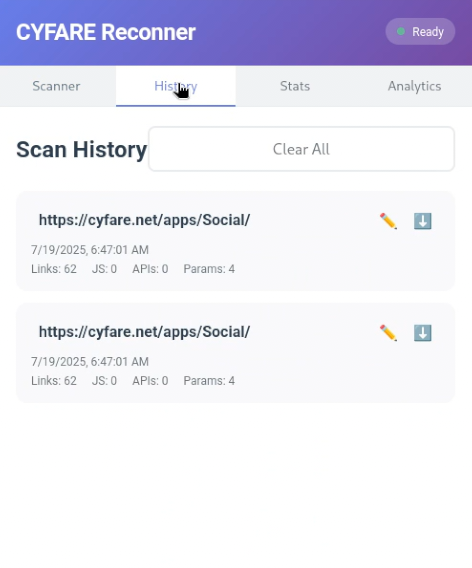 CYFARE Reconner
Ready
Scanner
History
Stats
Analytics
Scan History
Clear All
https://cyfare.net/apps/Social/
7/19/2025, 6:47:01 AM
Links: 62 JS: 0 APIs: 0 Params: 4
https://cyfare.net/apps/Social/
7/19/2025, 6:47:01 AM
Links: 62 JS: 0 APIs: 0 Params: 4